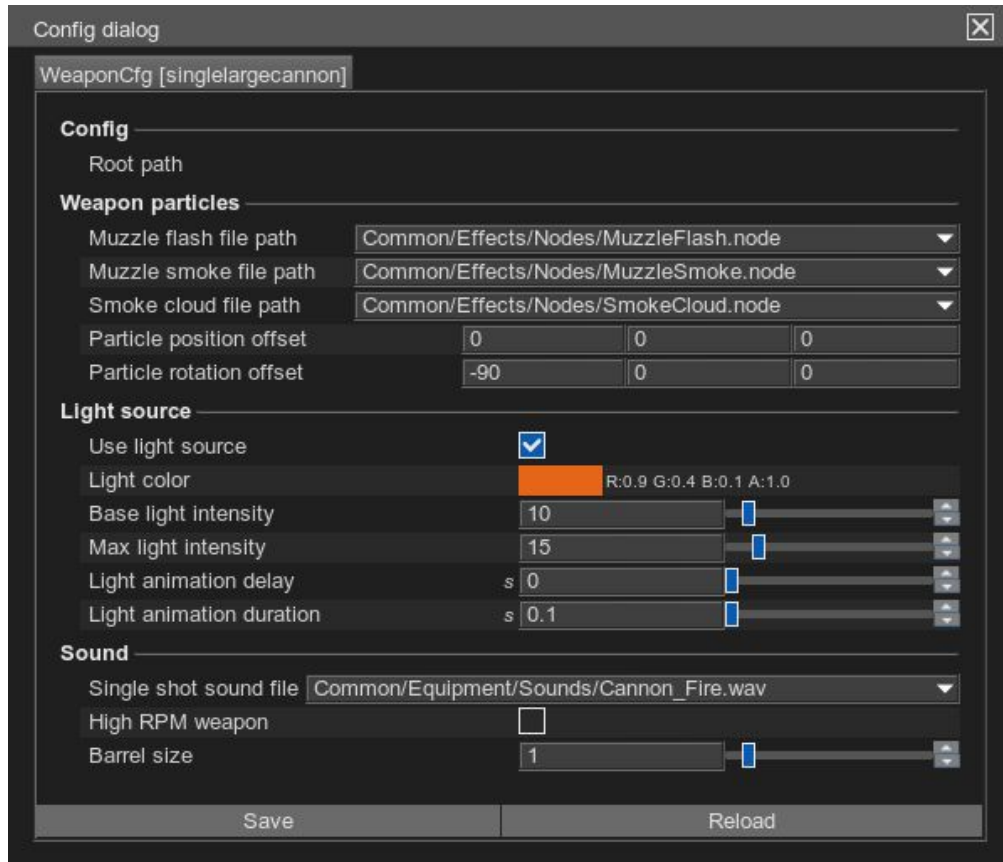 Config dialog
WeaponCfg [singlelargecannon]
Config
Root path
Weapon particles
Muzzle flash file path Common/Effects/Nodes/MuzzleFlash.node
Muzzle smoke file path Common/Effects/Nodes/MuzzleSmoke.node
Smoke cloud file path Common/Effects/Nodes/SmokeCloud.node
Particle position offset 0 0 0
Particle rotation offset -90 0 0
Light source
Use light source
Light color R:0.9 G:0.4 B:0.1 A:1.0
Base light intensity 10
Max light intensity 15
Light animation delay s 0
Light animation duration s 0.1
Sound
Single shot sound file Common/Equipment/Sounds/Cannon_Fire.wav
High RPM weapon
Barrel size 1
Save Reload